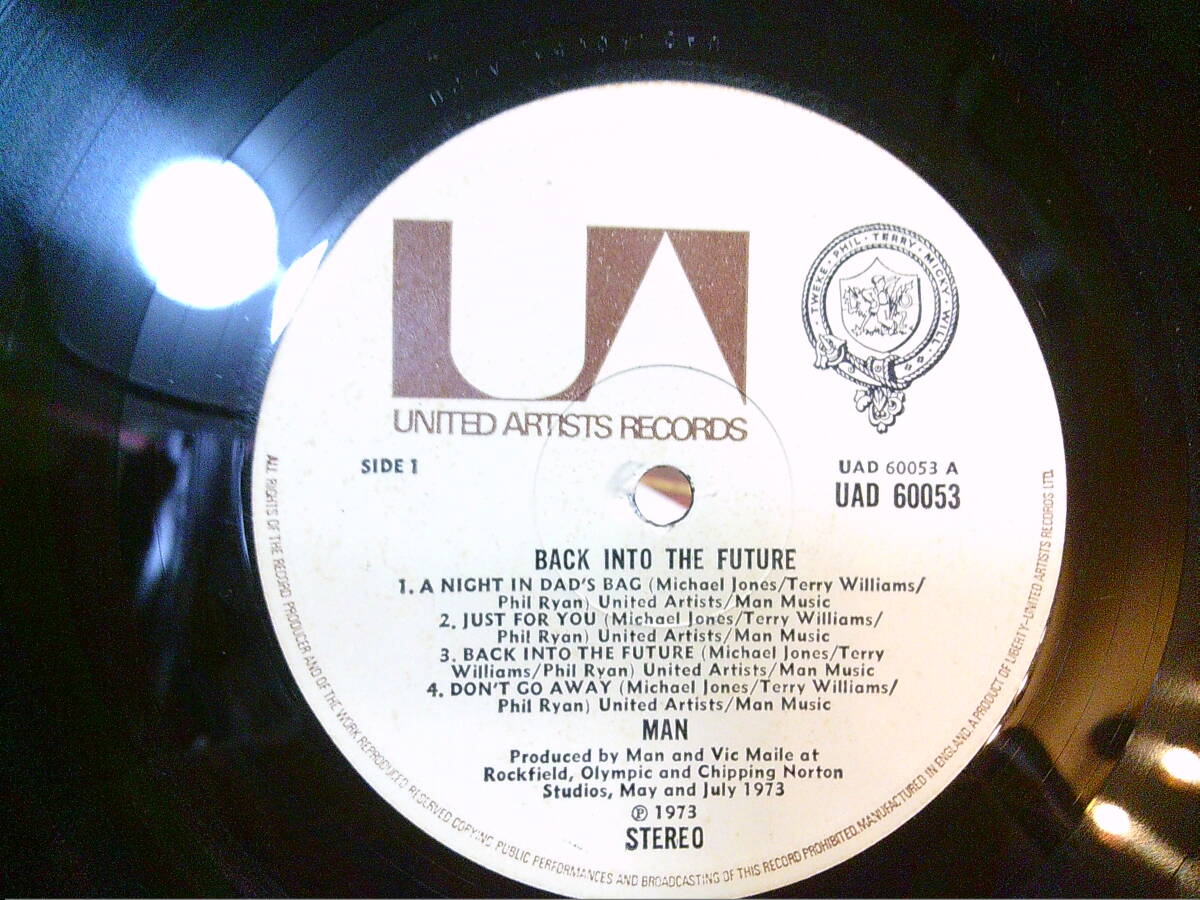 UA
UNITED ARTISTS RECORDS
TWEKE · PHIL · TERRY · MICKY · WILL
SIDE 1
UAD 60053 A
UAD 60053
BACK INTO THE FUTURE
1. A NIGHT IN DAD'S BAG (Michael Jones/Terry Williams/
Phil Ryan) United Artists/Man Music
2. JUST FOR YOU (Michael Jones/Terry Williams/
Phil Ryan) United Artists/Man Music
3. BACK INTO THE FUTURE (Michael Jones/Terry
Williams/Phil Ryan) United Artists/Man Music
4. DON'T GO AWAY (Michael Jones/Terry Williams/
Phil Ryan) United Artists/Man Music
MAN
Produced by Man and Vic Maile at
Rockfield, Olympic and Chipping Norton
Studios, May and July 1973
℗ 1973
STEREO
ALL RIGHTS OF THE RECORD PRODUCER AND OF THE WORK REPRODUCED RESERVED COPYING, PUBLIC PERFORMANCES AND BROADCASTING OF THIS RECORD PROHIBITED. MANUFACTURED IN ENGLAND. A PRODUCT OF LIBERTY-UNITED ARTISTS RECORDS LTD.